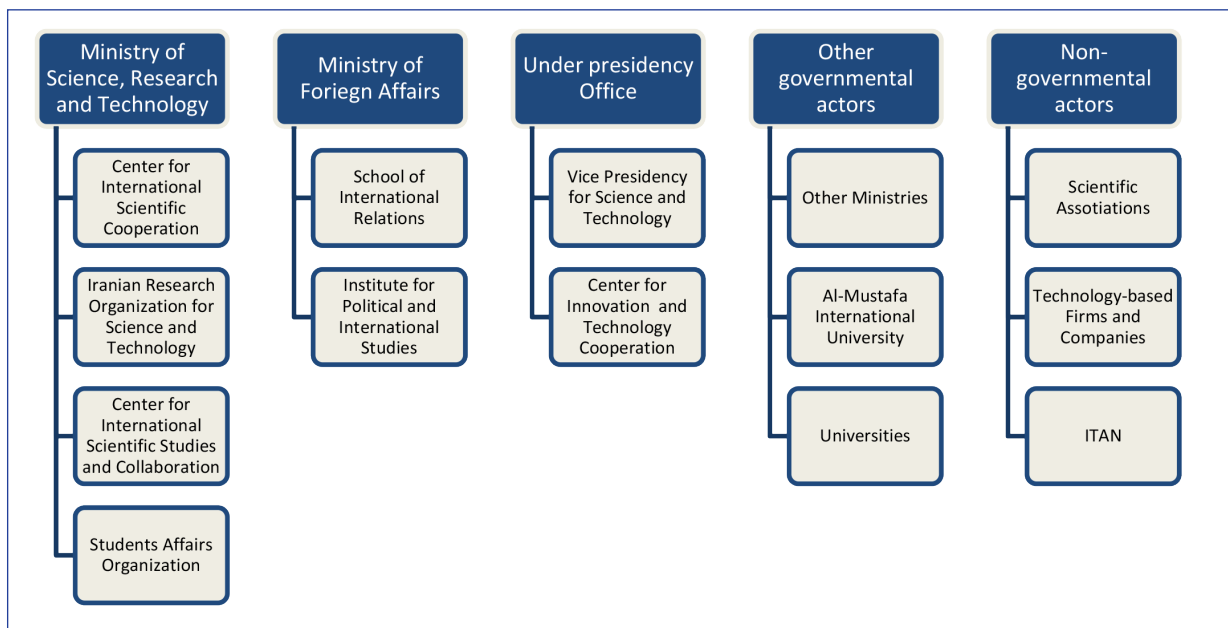 Ministry of
Science, Research
and Technology
Center for
International
Scientific
Cooperation
Iranian Research
Organization for
Science and
Technology
Center for
International
Scientific Studies
and Collaboration
Students Affairs
Organization
Ministry of
Foriegn Affairs
School of
International
Relations
Institute for
Political and
International
Studies
Under presidency
Office
Vice Presidency
for Science and
Technology
Center for
Innovation and
Technology
Cooperation
Other
governmental
actors
Other Ministries
Al-Mustafa
International
University
Universities
Non-
governmental
actors
Scientific
Assotiations
Technology-based
Firms and
Companies
ITAN